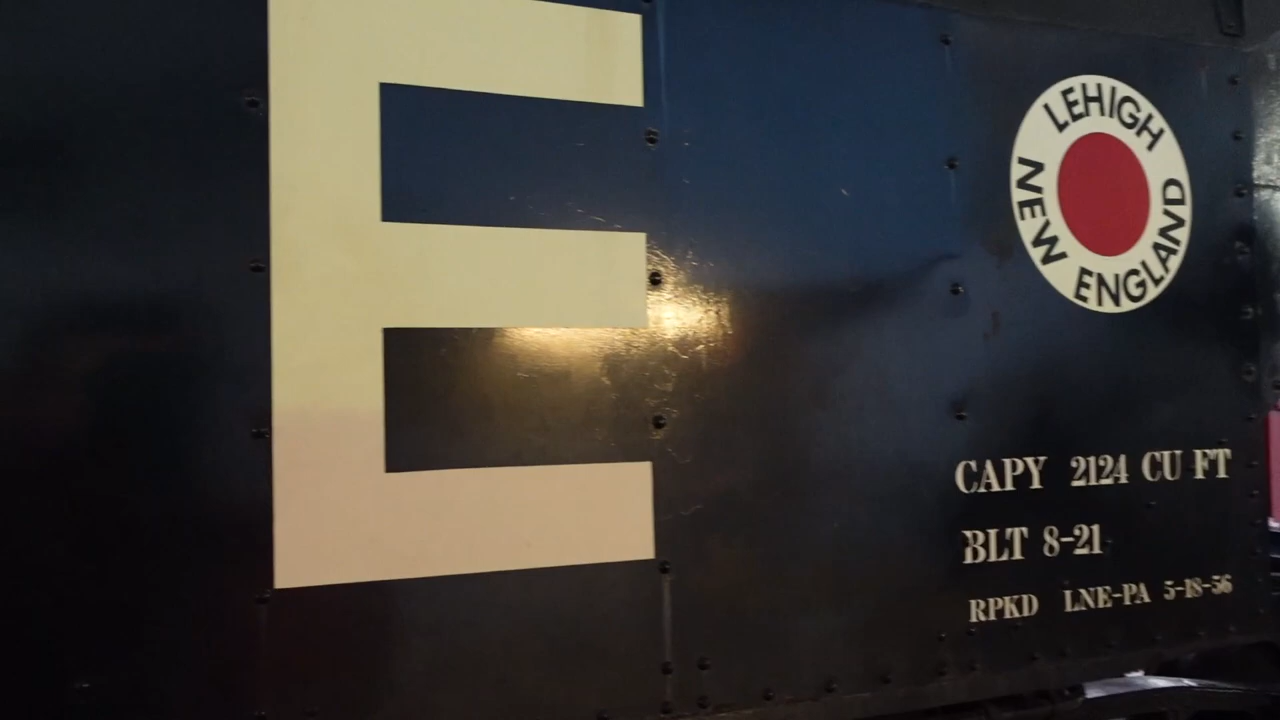 E
LEHIGH
NEW ENGLAND
CAPY 2124 CU FT
BLT 8-21
RPKD LNE-PA 5-18-56